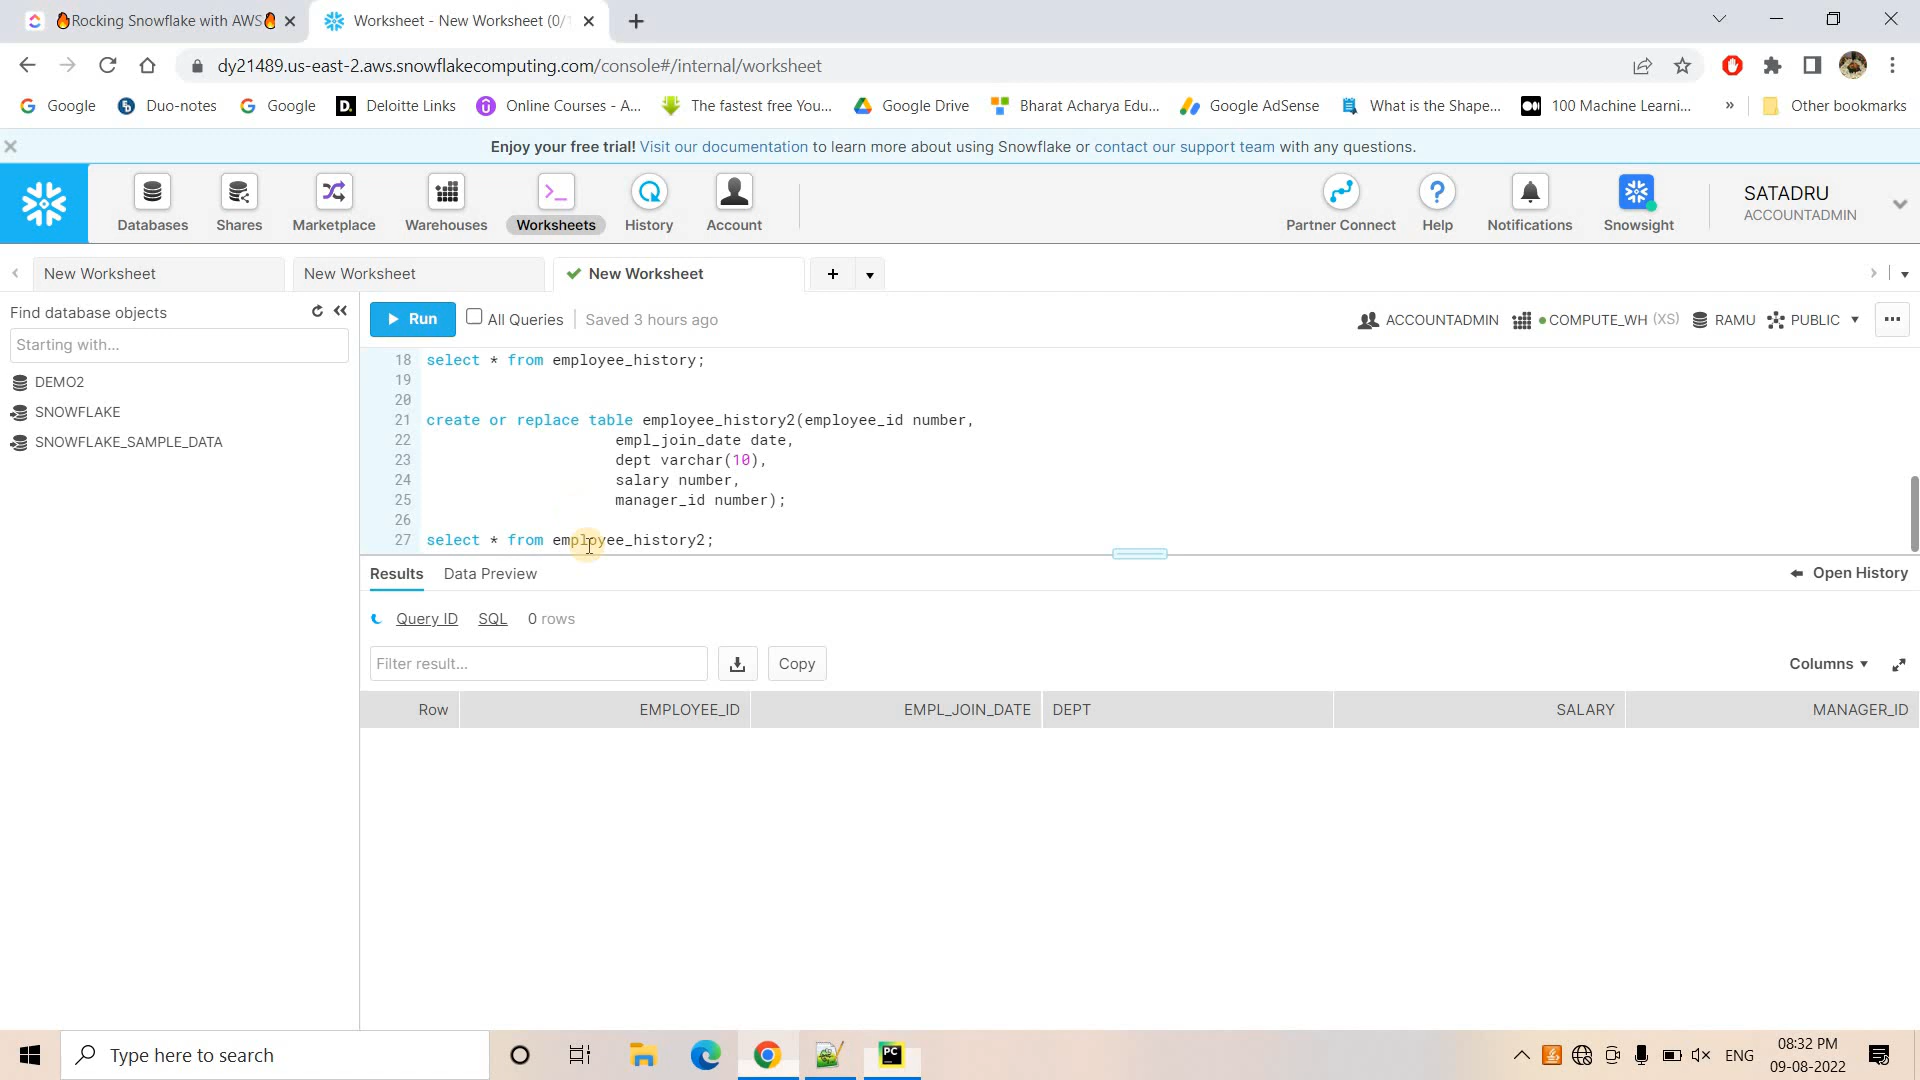 🔥Rocking Snowflake with AWS🔥
Worksheet - New Worksheet (0/1
dy21489.us-east-2.aws.snowflakecomputing.com/console#/internal/worksheet
Google Duo-notes Google D. Deloitte Links Online Courses - A... The fastest free You... Google Drive Bharat Acharya Edu... Google AdSense What is the Shape... 100 Machine Learni... » Other bookmarks
Enjoy your free trial! Visit our documentation to learn more about using Snowflake or contact our support team with any questions.
Databases Shares Marketplace Warehouses Worksheets History Account Partner Connect Help Notifications Snowsight
SATADRU
ACCOUNTADMIN
New Worksheet New Worksheet New Worksheet
Find database objects
Starting with...
DEMO2
SNOWFLAKE
SNOWFLAKE_SAMPLE_DATA
Run All Queries Saved 3 hours ago ACCOUNTADMIN COMPUTE_WH (XS) RAMU PUBLIC
18 select * from employee_history;
19
20
21 create or replace table employee_history2(employee_id number,
22 empl_join_date date,
23 dept varchar(10),
24 salary number,
25 manager_id number);
26
27 select * from employee_history2;
Results Data Preview Open History
Query ID SQL 0 rows
Filter result... Copy Columns
Row EMPLOYEE_ID EMPL_JOIN_DATE DEPT SALARY MANAGER_ID
Type here to search
PC
ENG
08:32 PM
09-08-2022